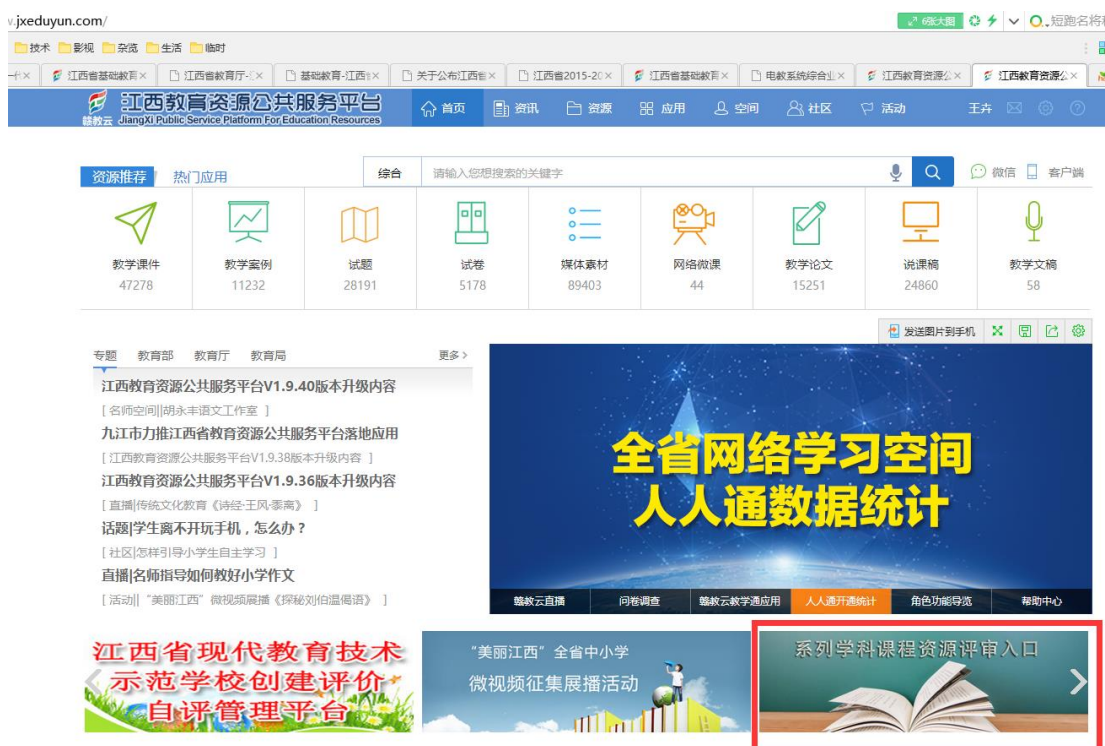 .jxeduyun.com/
6张大图
短跑名将
技术 影视 杂览 生活 临时
江西省基础教育 江西省教育厅- 基础教育-江西 关于公布江西 江西省2015-20 江西省基础教育 电教系统综合业 江西教育资源公 江西教育资源公
江西教育资源公共服务平台
赣教云 JiangXi Public Service Platform For Education Resources
首页 资讯 资源 应用 空间 社区 活动 王卉
资源推荐 热门应用 综合 请输入您想搜索的关键字 微信 客户端
教学课件 教学案例 试题 试卷 媒体素材 网络微课 教学论文 说课稿 教学文稿
47278 11232 28191 5178 89403 44 15251 24860 58
发送图片到手机
专题 教育部 教育厅 教育局 更多>
江西教育资源公共服务平台V1.9.40版本升级内容
[ 名师空间||胡永丰语文工作室 ]
九江市力推江西省教育资源公共服务平台落地应用
[ 江西教育资源公共服务平台V1.9.38版本升级内容 ]
江西教育资源公共服务平台V1.9.36版本升级内容
[ 直播|传统文化教育《诗经·王风·黍离》 ]
话题|学生离不开玩手机，怎么办？
[ 社区|怎样引导小学生自主学习 ]
直播|名师指导如何教好小学作文
[ 活动||“美丽江西”微视频展播《探秘刘伯温偈语》 ]
全省网络学习空间
人人通数据统计
赣教云直播 问卷调查 赣教云教学通应用 人人通开通统计 角色功能导览 帮助中心
江西省现代教育技术
示范学校创建评价
自评管理平台
“美丽江西”全省中小学
微视频征集展播活动
系列学科课程资源评审入口